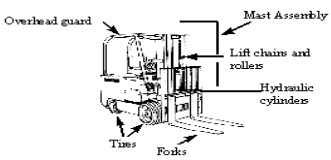 Overhead guard
Mast Assembly
Lift chains and
rollers
Hydraulic
cylinders
Tires
Forks